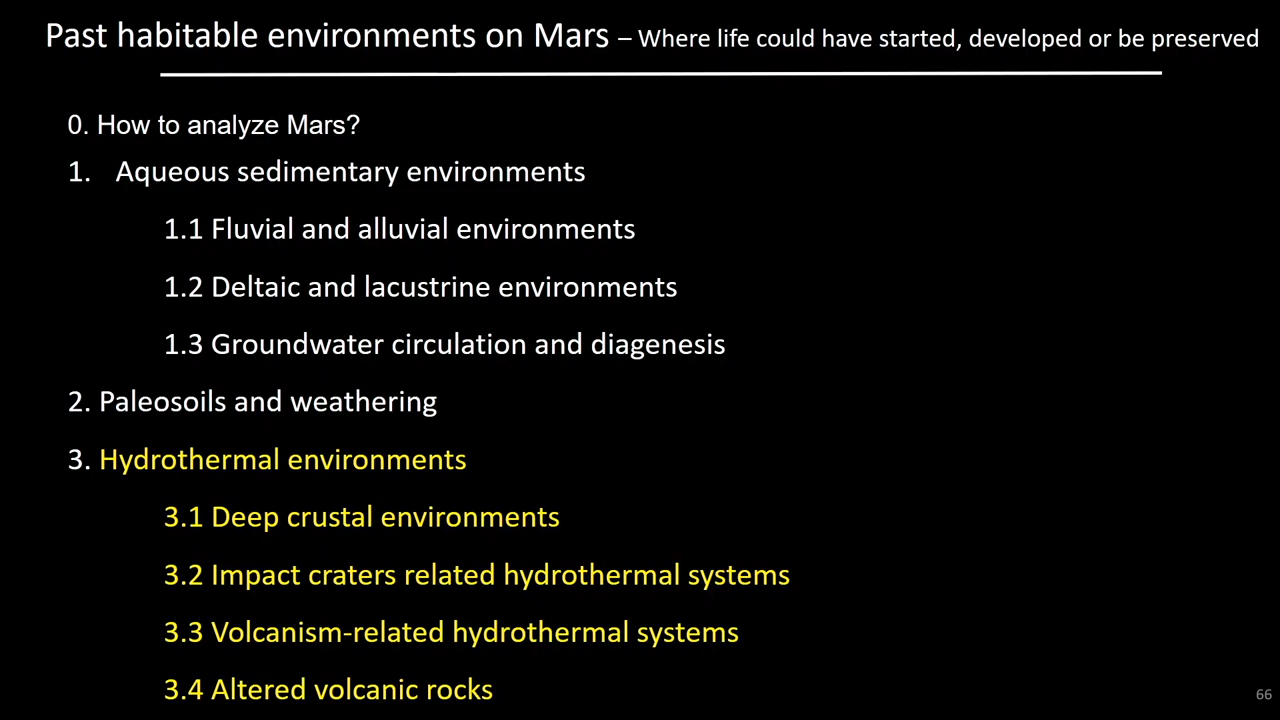 Past habitable environments on Mars – Where life could have started, developed or be preserved
0. How to analyze Mars?
1. Aqueous sedimentary environments
1.1 Fluvial and alluvial environments
1.2 Deltaic and lacustrine environments
1.3 Groundwater circulation and diagenesis
2. Paleosoils and weathering
3. Hydrothermal environments
3.1 Deep crustal environments
3.2 Impact craters related hydrothermal systems
3.3 Volcanism-related hydrothermal systems
3.4 Altered volcanic rocks
66